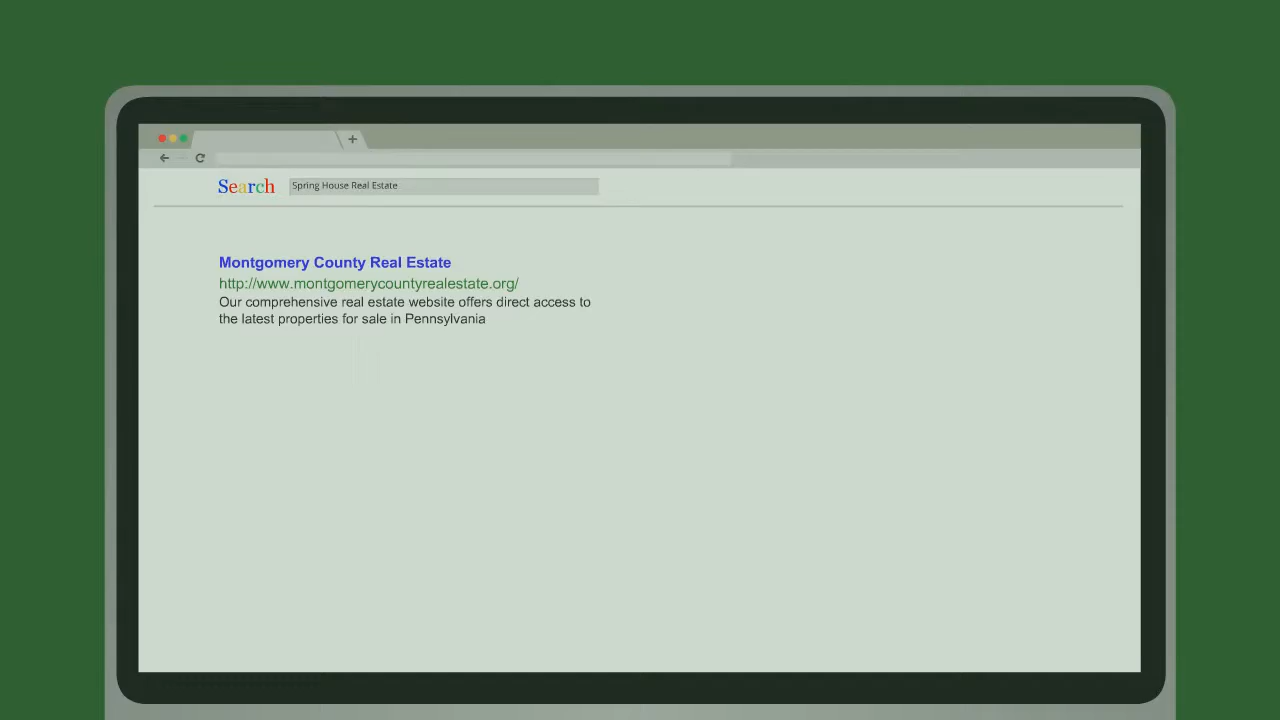 Search
Spring House Real Estate
Montgomery County Real Estate
http://www.montgomerycountyrealestate.org/
Our comprehensive real estate website offers direct access to
the latest properties for sale in Pennsylvania